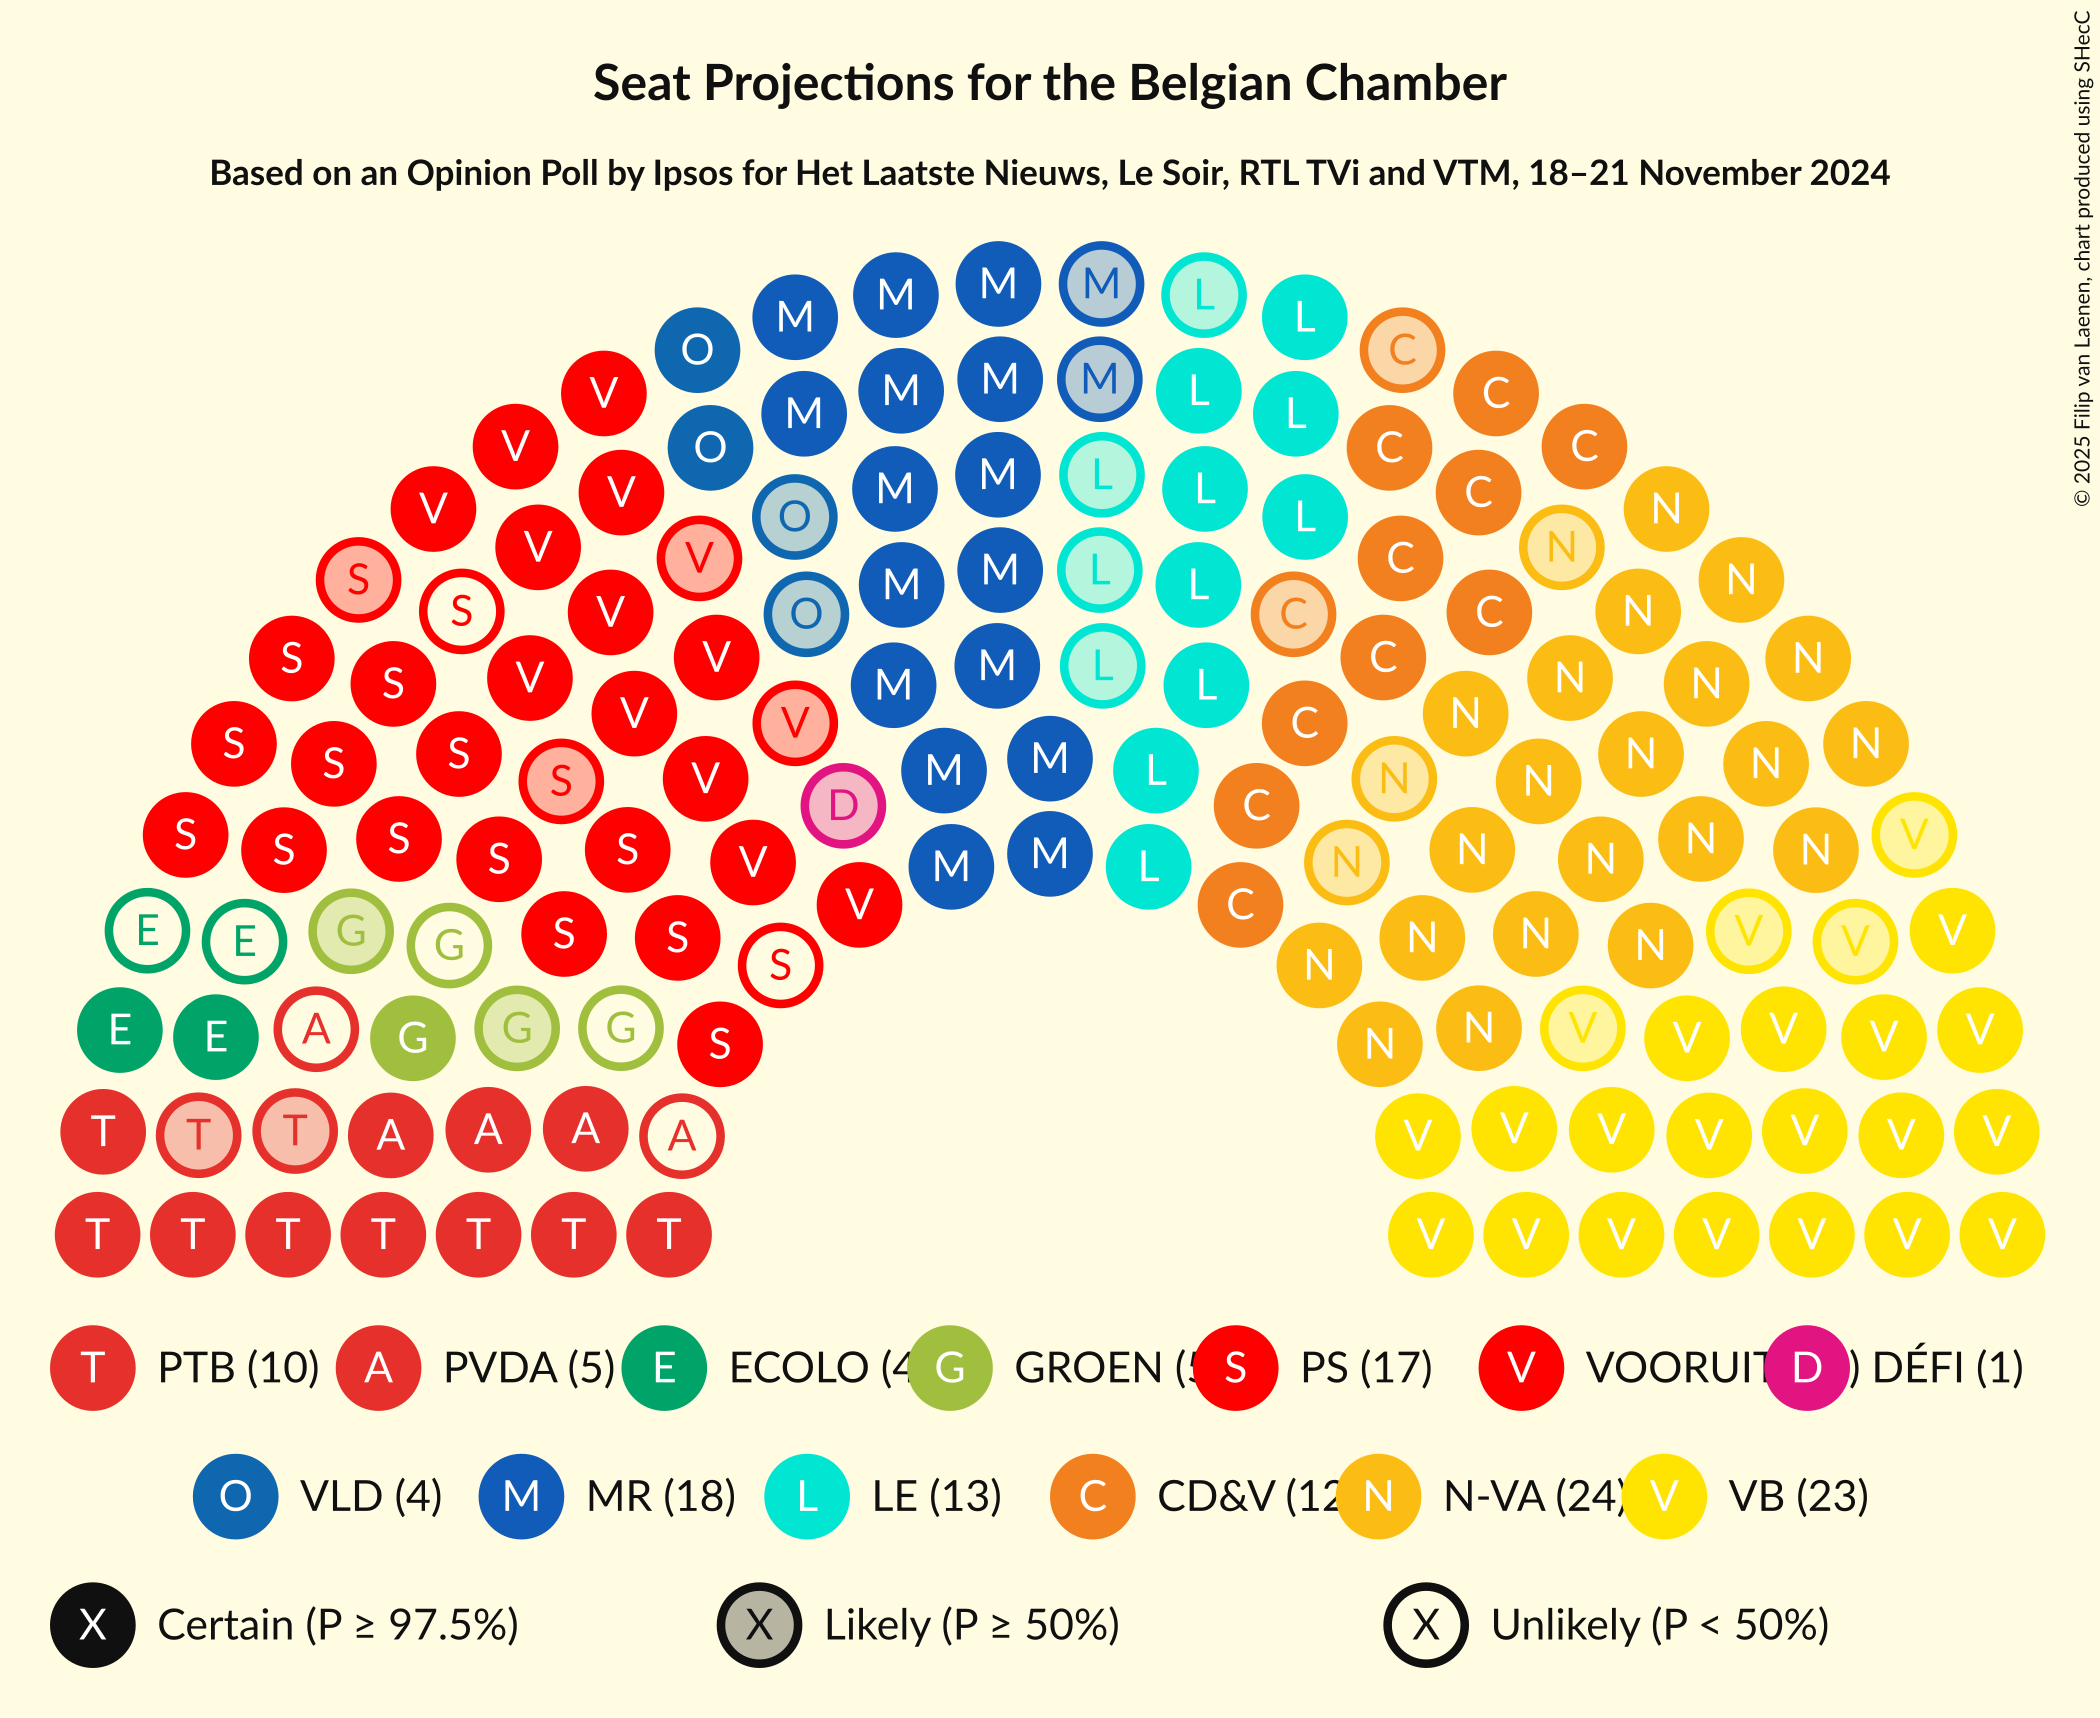 Seat Projections for the Belgian Chamber
Based on an Opinion Poll by Ipsos for Het Laatste Nieuws, Le Soir, RTL TVi and VTM, 18–21 November 2024
© 2025 Filip van Laenen, chart produced using SHecC
M M M M L L
V O M M M M L L C C
V O C C
V V O M M L L L C N
S V V M M L L C N N
S V O C C N
S S V V M M L L C N N N
S S S S V V V M M L C N N N N N N
S S S S S V D M M L C N N N N N V
E E G G S S S V C N N N N V V V
E E A G G G S N N V V V V V
T T T A A A A V V V V V V V
T T T T T T T V V V V V V V
T PTB (10) A PVDA (5) E ECOLO (4 G GROEN (5 S PS (17) V VOORUIT D ) DÉFI (1)
O VLD (4) M MR (18) L LE (13) C CD&V (12 N N-VA (24) V VB (23)
X Certain (P ≥ 97.5%) X Likely (P ≥ 50%) X Unlikely (P < 50%)